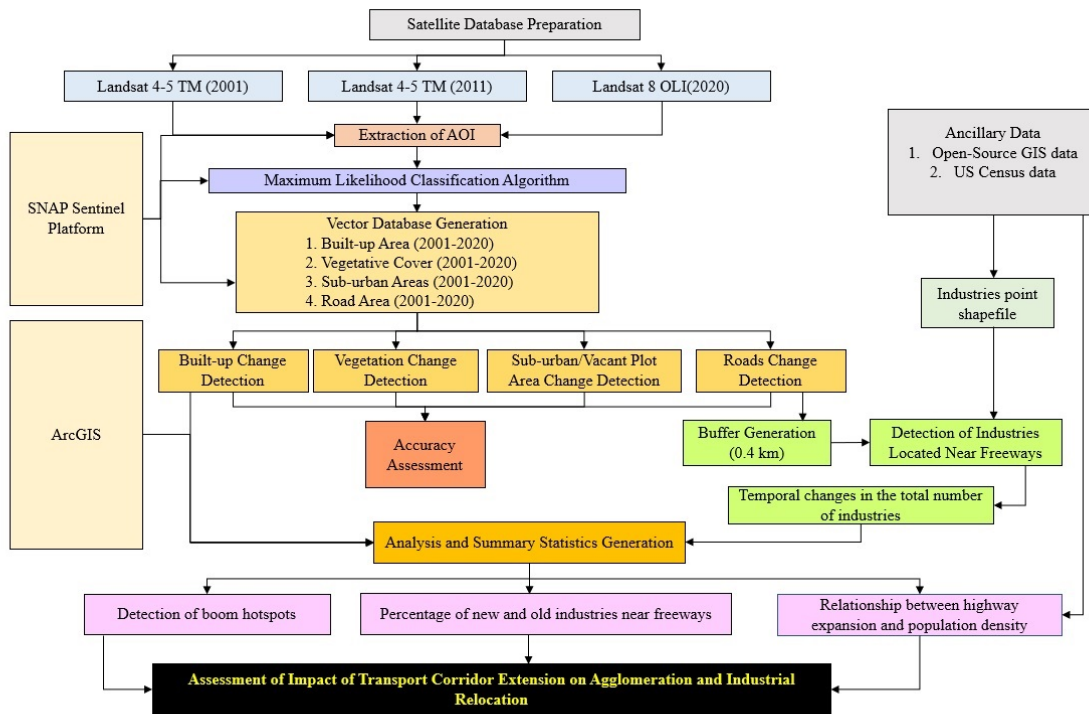 Satellite Database Preparation
Landsat 4-5 TM (2001)
Landsat 4-5 TM (2011)
Landsat 8 OLI(2020)
Extraction of AOI
Ancillary Data
1. Open-Source GIS data
2. US Census data
Maximum Likelihood Classification Algorithm
SNAP Sentinel
Platform
Vector Database Generation
1. Built-up Area (2001-2020)
2. Vegetative Cover (2001-2020)
3. Sub-urban Areas (2001-2020)
4. Road Area (2001-2020)
Industries point
shapefile
Built-up Change
Detection
Vegetation Change
Detection
Sub-urban/Vacant Plot
Area Change Detection
Roads Change
Detection
ArcGIS
Accuracy
Assessment
Buffer Generation
(0.4 km)
Detection of Industries
Located Near Freeways
Temporal changes in the total number
of industries
Analysis and Summary Statistics Generation
Detection of boom hotspots
Percentage of new and old industries near freeways
Relationship between highway
expansion and population density
Assessment of Impact of Transport Corridor Extension on Agglomeration and Industrial
Relocation